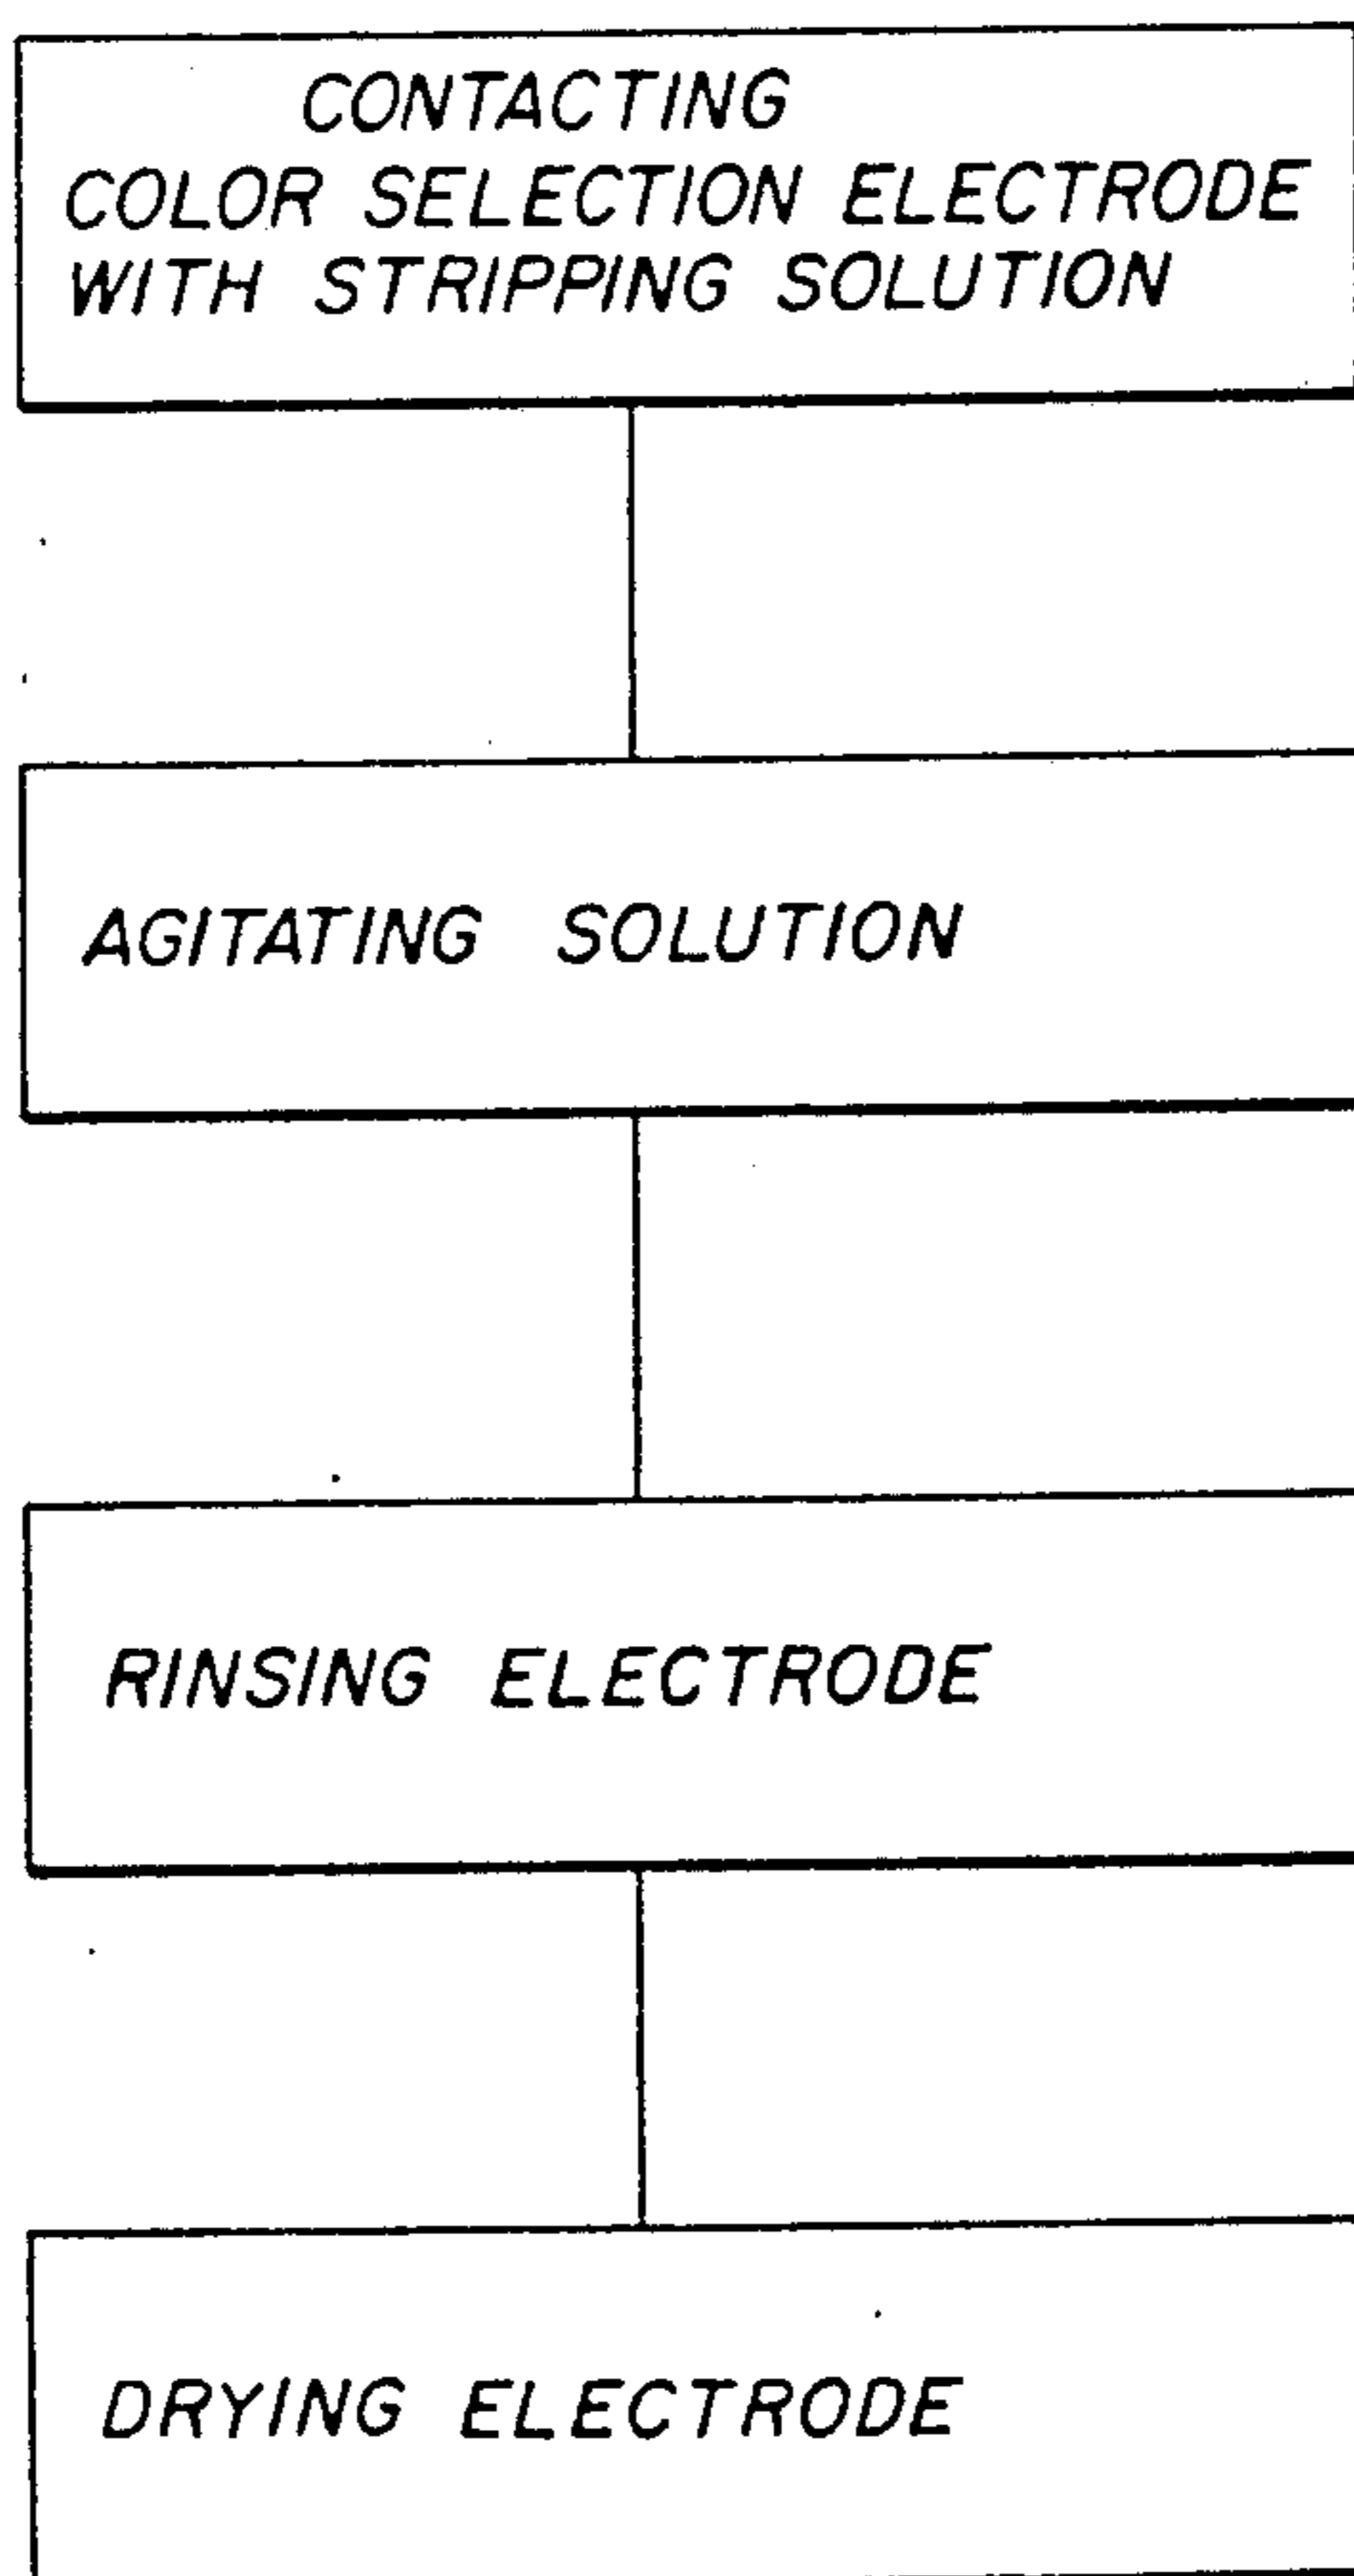 CONTACTING
COLOR SELECTION ELECTRODE
WITH STRIPPING SOLUTION
AGITATING SOLUTION
RINSING ELECTRODE
DRYING ELECTRODE